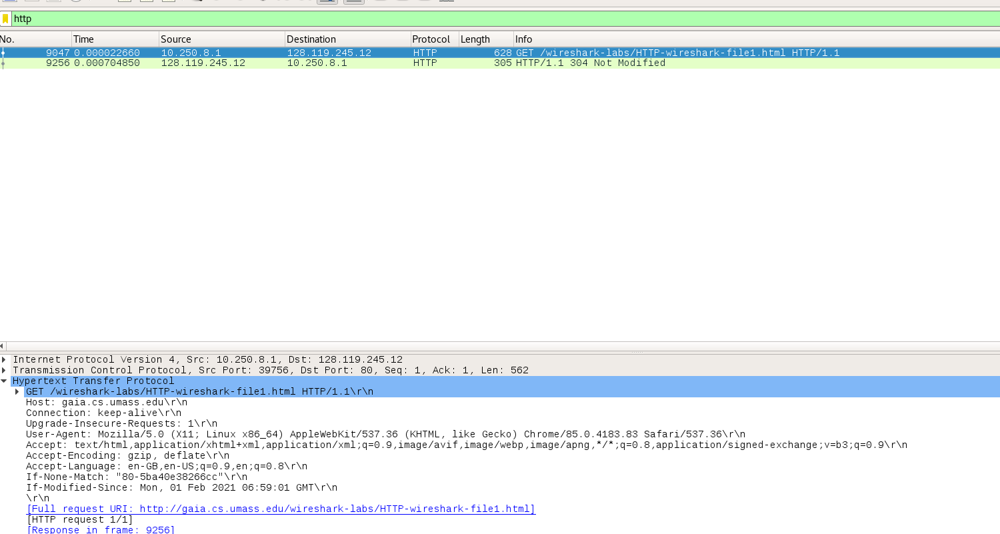 http
No. Time Source Destination Protocol Length Info
9047 0.000022660 10.250.8.1 128.119.245.12 HTTP 628 GET /wireshark-labs/HTTP-wireshark-file1.html HTTP/1.1
9256 0.000704850 128.119.245.12 10.250.8.1 HTTP 305 HTTP/1.1 304 Not Modified
Internet Protocol Version 4, Src: 10.250.8.1, Dst: 128.119.245.12
Transmission Control Protocol, Src Port: 39756, Dst Port: 80, Seq: 1, Ack: 1, Len: 562
Hypertext Transfer Protocol
GET /wireshark-labs/HTTP-wireshark-file1.html HTTP/1.1\r\n
Host: gaia.cs.umass.edu\r\n
Connection: keep-alive\r\n
Upgrade-Insecure-Requests: 1\r\n
User-Agent: Mozilla/5.0 (X11; Linux x86_64) AppleWebKit/537.36 (KHTML, like Gecko) Chrome/85.0.4183.83 Safari/537.36\r\n
Accept: text/html,application/xhtml+xml,application/xml;q=0.9,image/avif,image/webp,image/apng,*/*;q=0.8,application/signed-exchange;v=b3;q=0.9\r\n
Accept-Encoding: gzip, deflate\r\n
Accept-Language: en-GB,en-US;q=0.9,en;q=0.8\r\n
If-None-Match: "80-5ba40e38266cc"\r\n
If-Modified-Since: Mon, 01 Feb 2021 06:59:01 GMT\r\n
\r\n
[Full request URI: http://gaia.cs.umass.edu/wireshark-labs/HTTP-wireshark-file1.html]
[HTTP request 1/1]
[Response in frame: 9256]